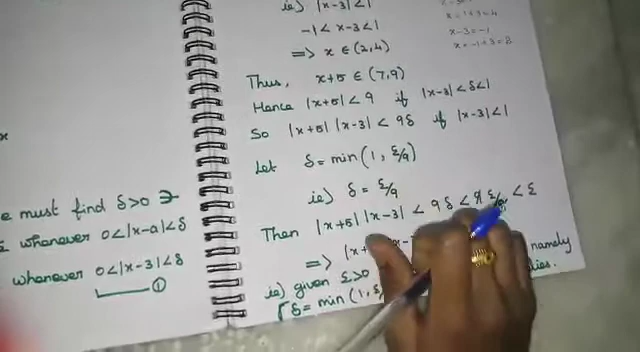 x
e must find δ>0 ∋
whenever 0<|x-a|<δ
whenever 0<|x-3|<δ
①
ie) |x-3|<1
-1< x-3<1
=> x ∈ (2,4)
x=1+3=4
x-3=-1
x=-1+3=2
Thus, x+5 ∈ (7,9)
Hence |x+5|<9 if |x-3|<δ<1
So |x+5| |x-3| < 9δ if |x-3|<1
Let δ = min (1, ε/9)
ie) δ = ε/9
Then |x+5| |x-3| < 9δ < 9 ε/9 < ε
=> |x+
namely
ie) given ε>0
δ = min (1,